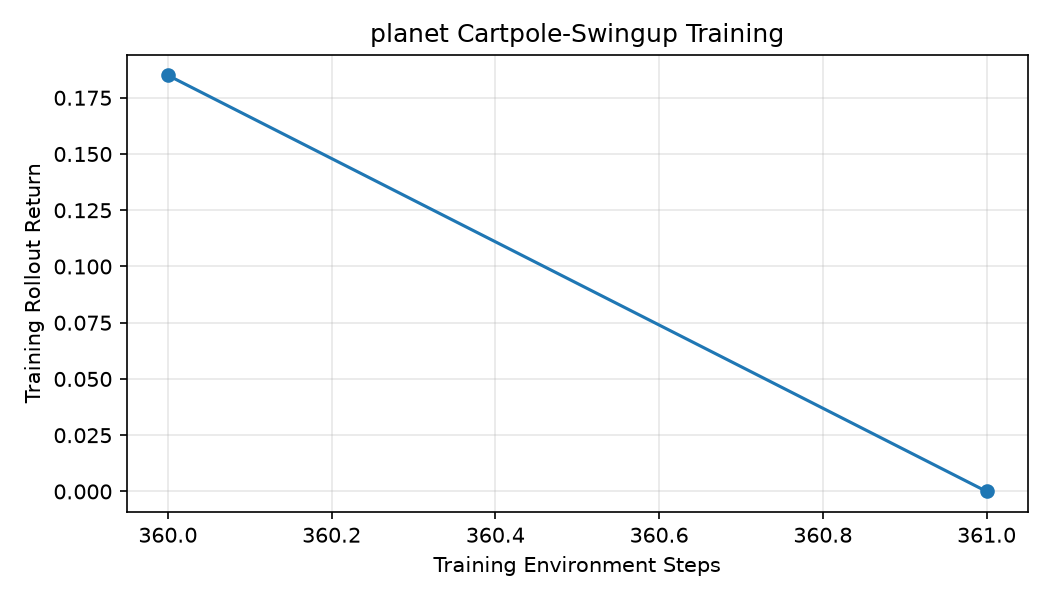 planet Cartpole-Swingup Training
Training Rollout Return
0.175
0.150
0.125
0.100
0.075
0.050
0.025
0.000
360.0 360.2 360.4 360.6 360.8 361.0
Training Environment Steps